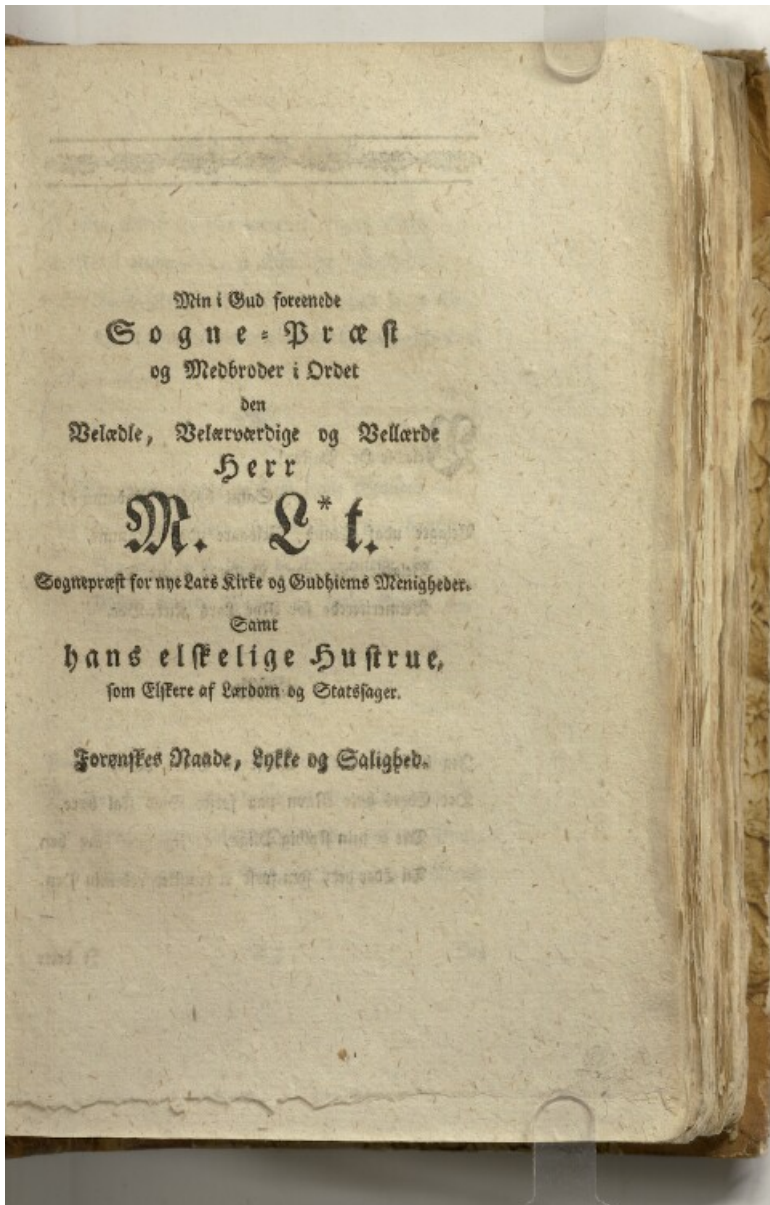 Min i Gud foreenede
Sogne-Præst
og Medbroder i Ordet
den
Velædle, Velærværdige og Vellærde
Herr
M. L*t.
Sognepræst for nye Lars Kirke og Gudhiems Menigheder.
Samt
hans elskelige Hustrue,
som Elskere af Lærdom og Statssager.
Forønskes Naade, Lykke og Salighed.